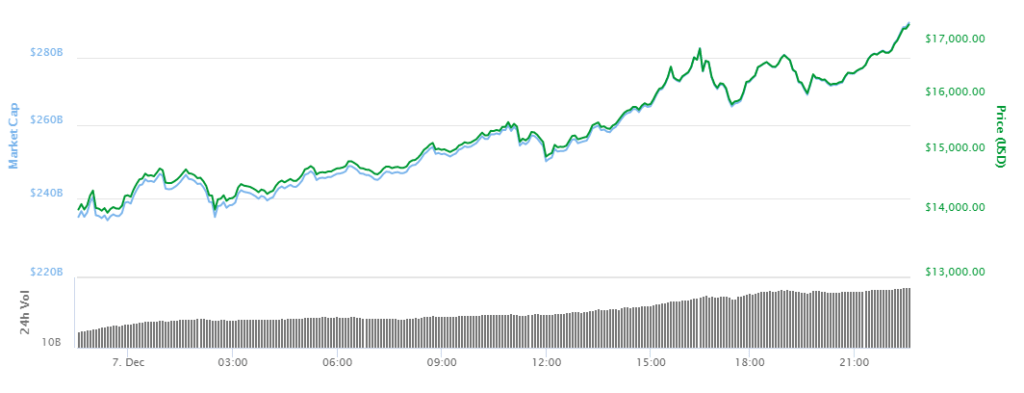 $280B
$260B
$240B
$220B
Market Cap
$17,000.00
$16,000.00
$15,000.00
$14,000.00
$13,000.00
Price (USD)
24h Vol
10B
7. Dec
03:00
06:00
09:00
12:00
15:00
18:00
21:00